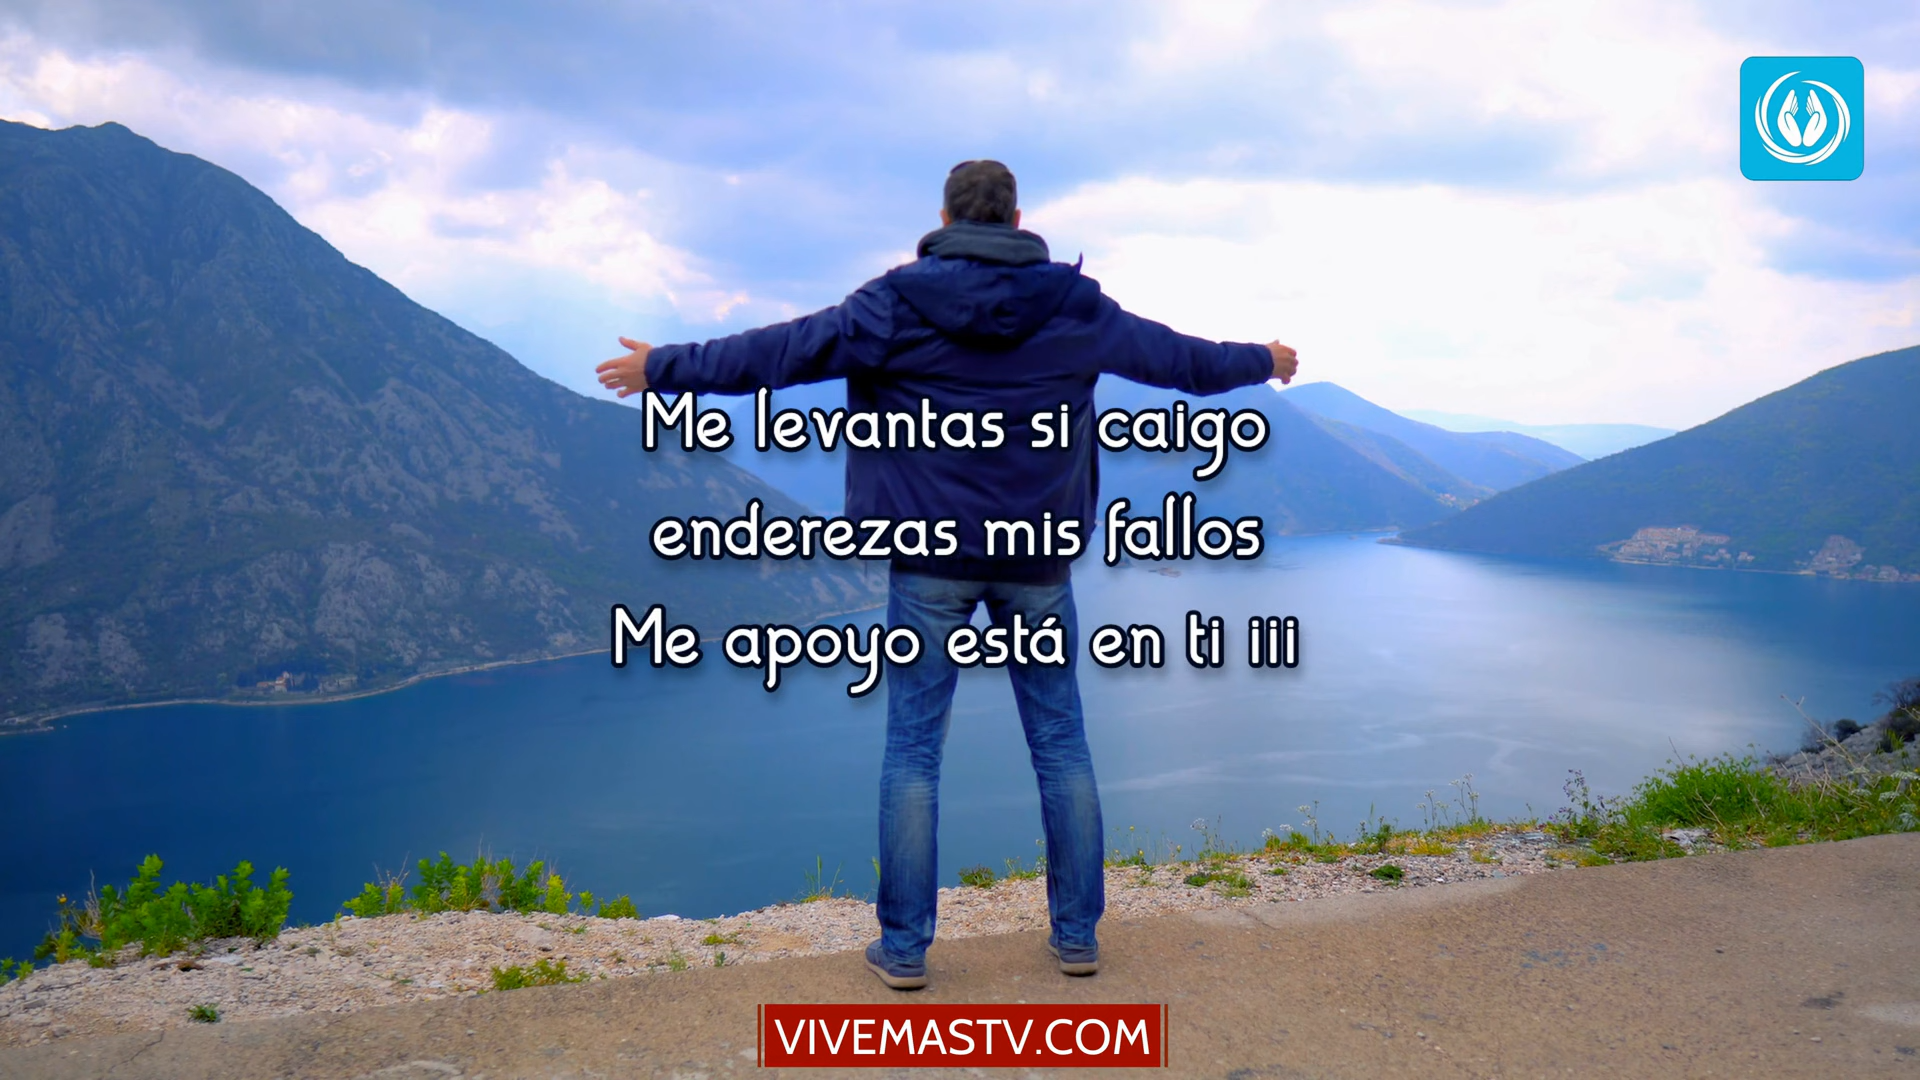 Me levantas si caigo
enderezas mis fallos
Me apoyo está en ti iii
VIVEMASTV.COM